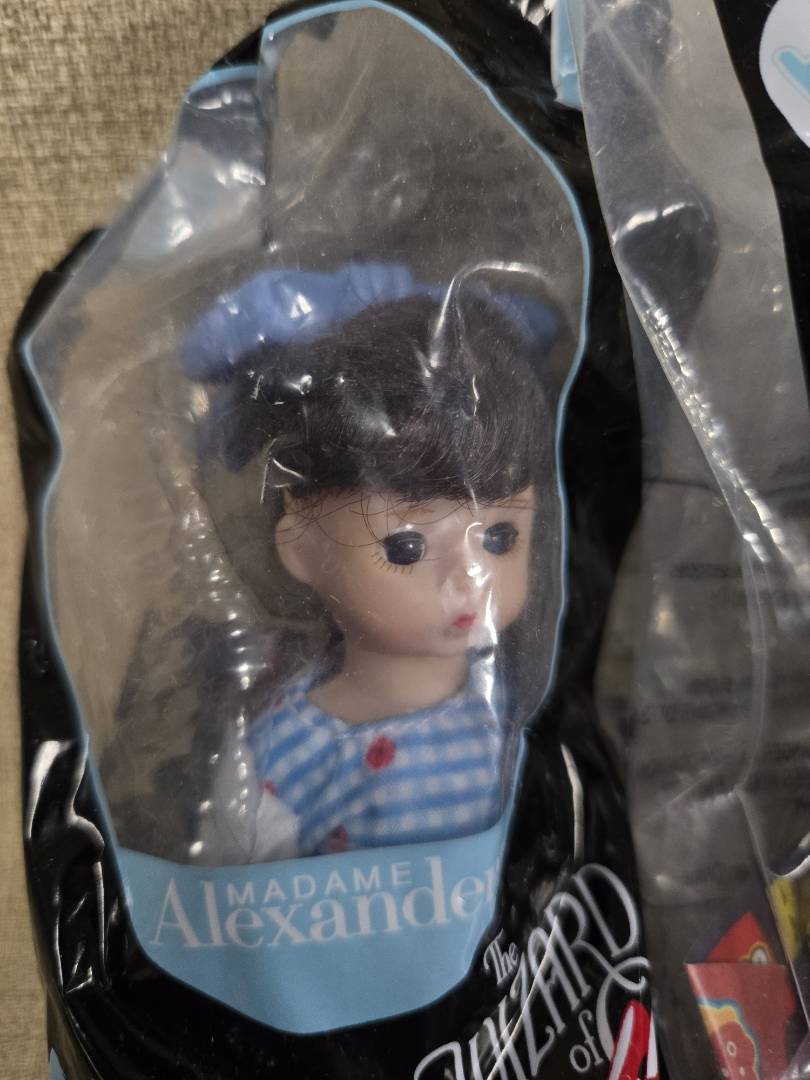 MADAME
Alexander
The
WIZARD
of